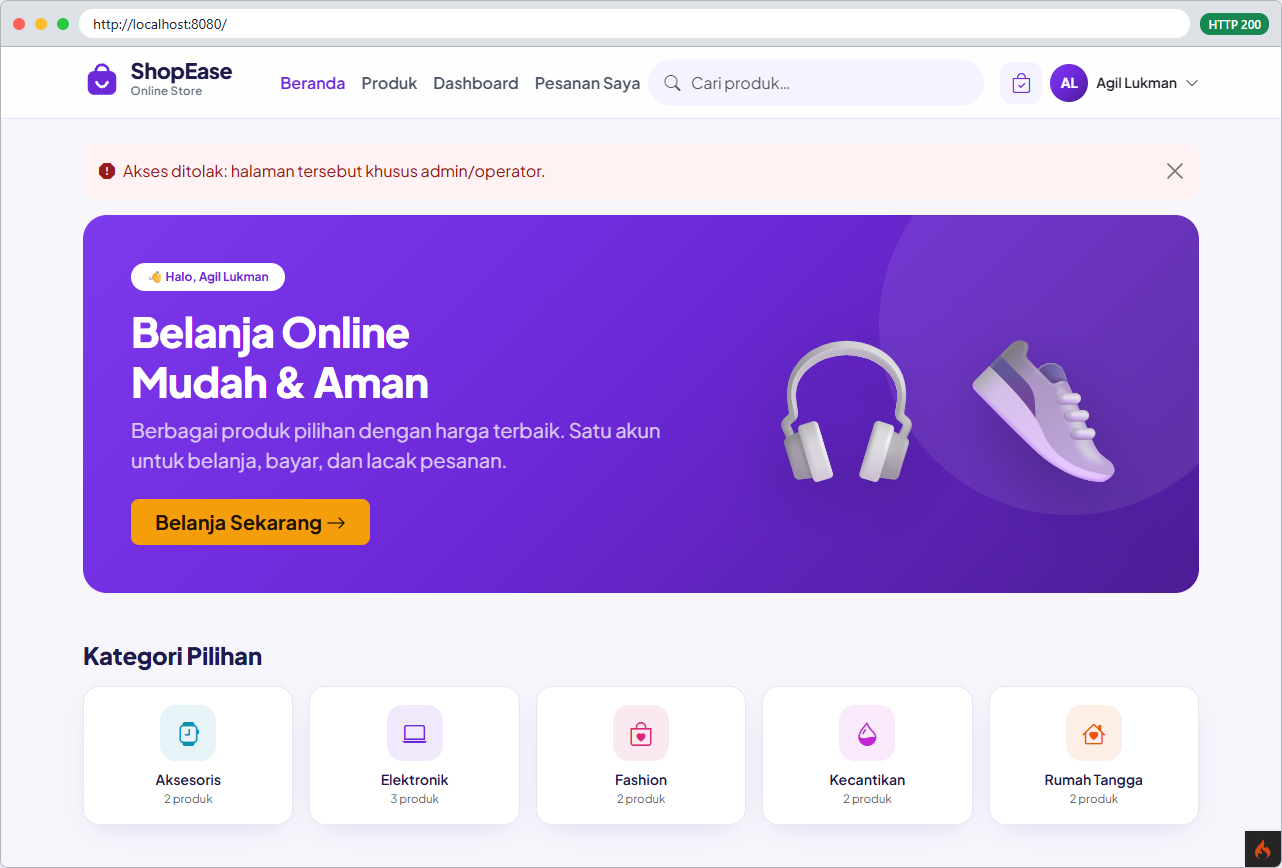 http://localhost:8080/
HTTP 200
ShopEase
Online Store
Beranda
Produk
Dashboard
Pesanan Saya
Cari produk...
AL
Agil Lukman
Akses ditolak: halaman tersebut khusus admin/operator.
👋 Halo, Agil Lukman
Belanja Online
Mudah & Aman
Berbagai produk pilihan dengan harga terbaik. Satu akun
untuk belanja, bayar, dan lacak pesanan.
Belanja Sekarang →
Kategori Pilihan
Aksesoris
2 produk
Elektronik
3 produk
Fashion
2 produk
Kecantikan
2 produk
Rumah Tangga
2 produk